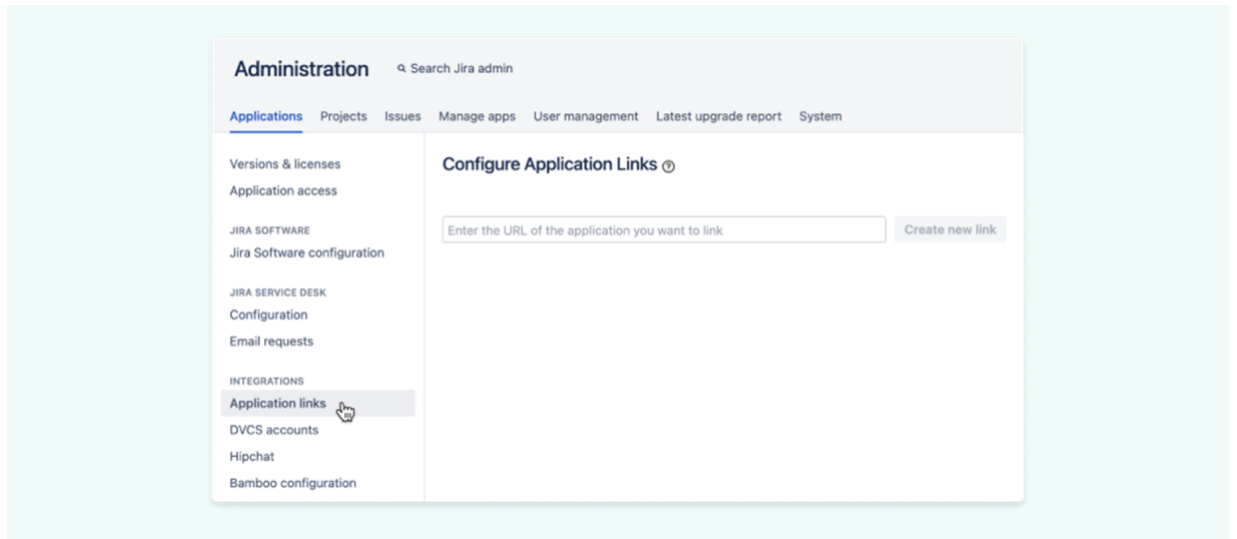 Administration
Search Jira admin
Applications Projects Issues Manage apps User management Latest upgrade report System
Versions & licenses
Application access
JIRA SOFTWARE
Jira Software configuration
JIRA SERVICE DESK
Configuration
Email requests
INTEGRATIONS
Application links
DVCS accounts
Hipchat
Bamboo configuration
Configure Application Links
Enter the URL of the application you want to link
Create new link